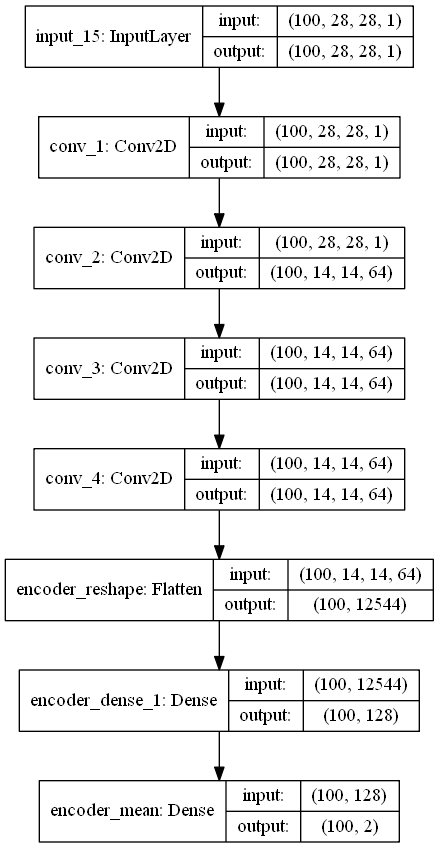 input_15: InputLayer
input: (100, 28, 28, 1)
output: (100, 28, 28, 1)
conv_1: Conv2D
input: (100, 28, 28, 1)
output: (100, 28, 28, 1)
conv_2: Conv2D
input: (100, 28, 28, 1)
output: (100, 14, 14, 64)
conv_3: Conv2D
input: (100, 14, 14, 64)
output: (100, 14, 14, 64)
conv_4: Conv2D
input: (100, 14, 14, 64)
output: (100, 14, 14, 64)
encoder_reshape: Flatten
input: (100, 14, 14, 64)
output: (100, 12544)
encoder_dense_1: Dense
input: (100, 12544)
output: (100, 128)
encoder_mean: Dense
input: (100, 128)
output: (100, 2)